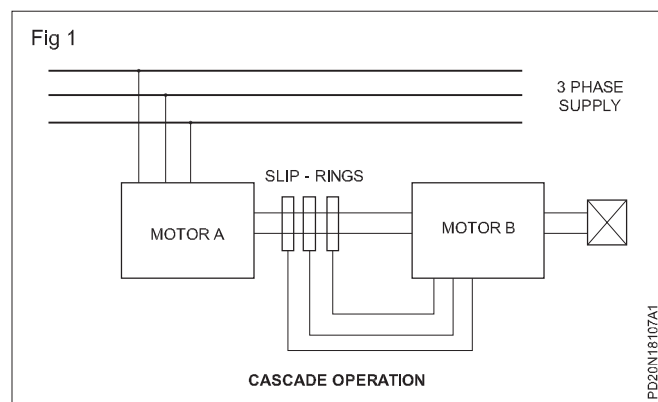 Fig 1
3 PHASE
SUPPLY
SLIP - RINGS
MOTOR A
MOTOR B
CASCADE OPERATION
PD20N18107A1